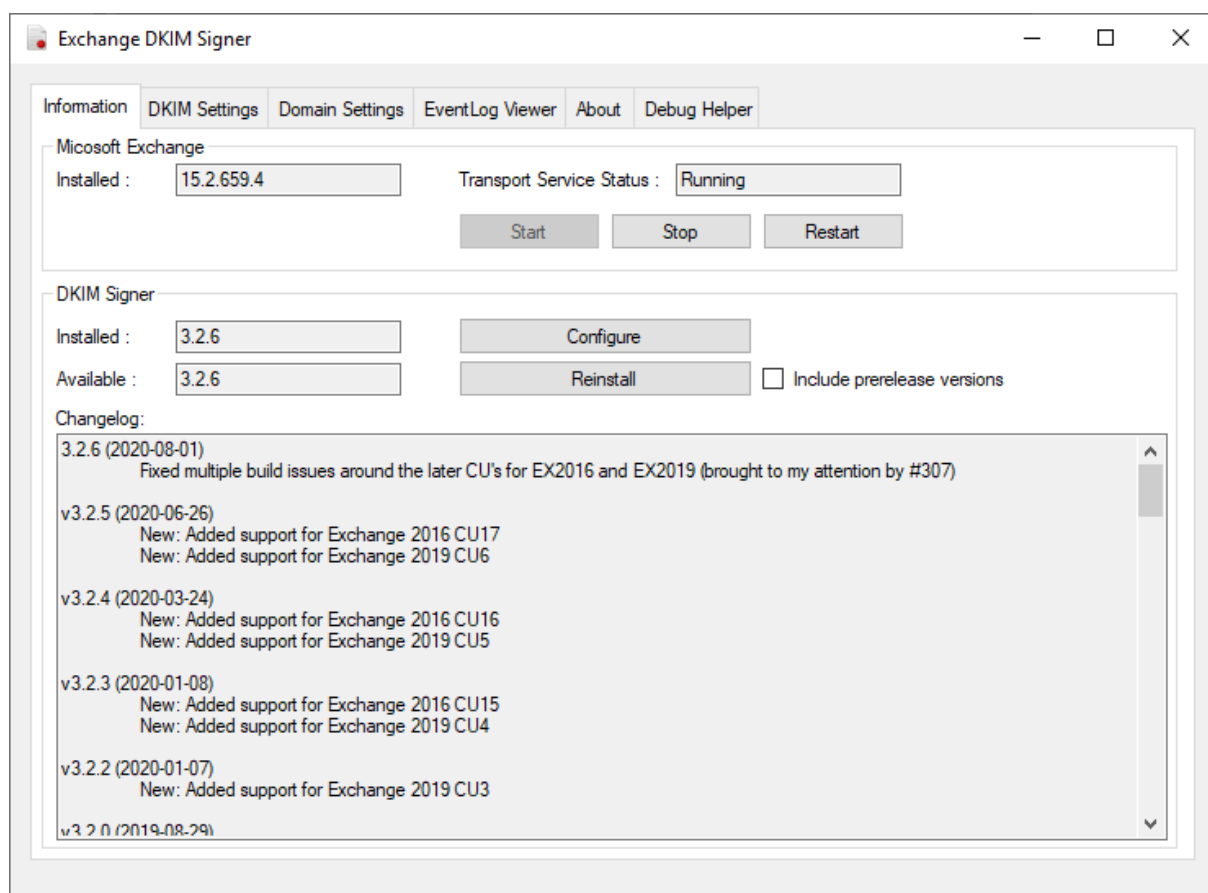 Exchange DKIM Signer
Information DKIM Settings Domain Settings EventLog Viewer About Debug Helper
Micosoft Exchange
Installed : 15.2.659.4 Transport Service Status : Running
Start Stop Restart
DKIM Signer
Installed : 3.2.6 Configure
Available : 3.2.6 Reinstall Include prerelease versions
Changelog:
3.2.6 (2020-08-01)
Fixed multiple build issues around the later CU's for EX2016 and EX2019 (brought to my attention by #307)
v3.2.5 (2020-06-26)
New: Added support for Exchange 2016 CU17
New: Added support for Exchange 2019 CU6
v3.2.4 (2020-03-24)
New: Added support for Exchange 2016 CU16
New: Added support for Exchange 2019 CU5
v3.2.3 (2020-01-08)
New: Added support for Exchange 2016 CU15
New: Added support for Exchange 2019 CU4
v3.2.2 (2020-01-07)
New: Added support for Exchange 2019 CU3
v3.2.0 (2019-08-29)